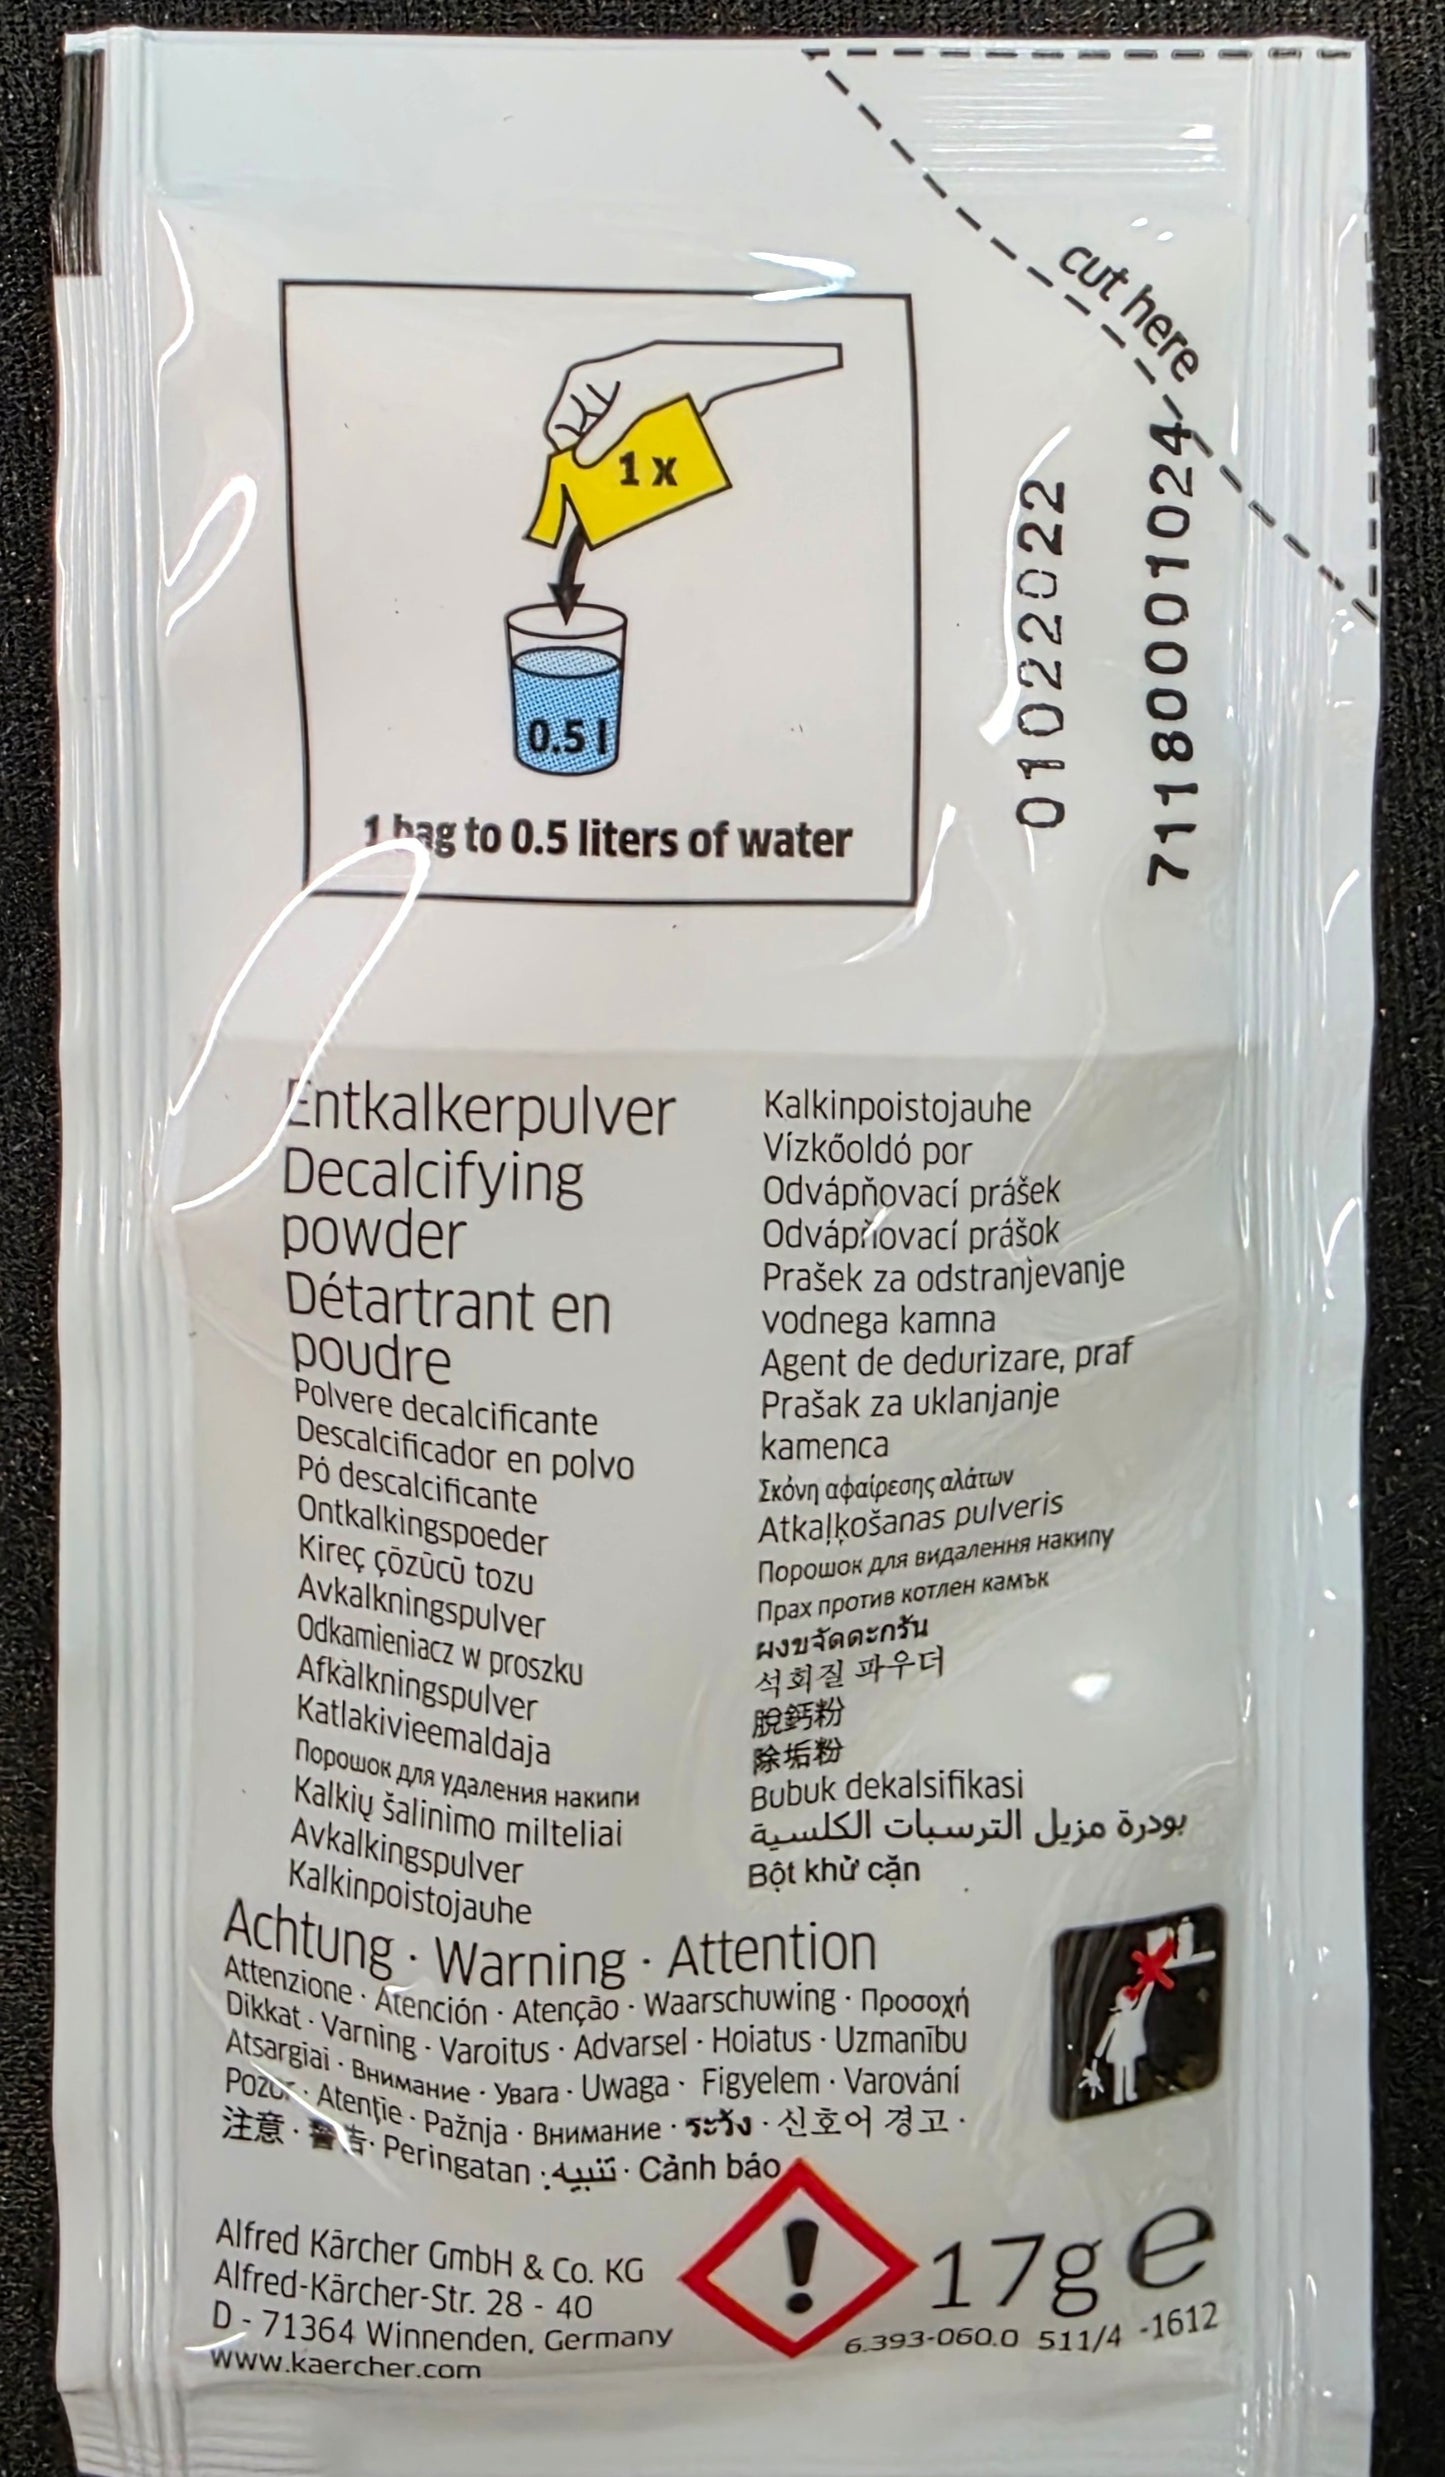 cut here
1 x
0.5 l
1 bag to 0.5 liters of water
01022022
71180001024
Entkalkerpulver
Decalcifying
powder
Détartrant en
poudre
Polvere decalcificante
Descalcificador en polvo
Pó descalcificante
Ontkalkingspoeder
Kireç çözücü tozu
Avkalkningspulver
Odkamieniacz w proszku
Afkalkningspulver
Katlakivieemaldaja
Порошок для удаления накипи
Kalkių šalinimo milteliai
Avkalkingspulver
Kalkinpoistojauhe
Kalkinpoistojauhe
Vízkőoldó por
Odvápňovací prášek
Odvápňovací prášok
Prašek za odstranjevanje
vodnega kamna
Agent de dedurizare, praf
Prašak za uklanjanje
kamenca
Σκόνη αφαίρεσης αλάτων
Atkaļķošanas pulveris
Порошок для видалення накипу
Прах против котлен камък
ผงขจัดตะกรัน
석회질 파우더
脫鈣粉
除垢粉
Bubuk dekalsifikasi
بودرة مزيل الترسبات الكلسية
Bột khử cặn
Achtung · Warning · Attention
Attenzione · Atención · Atenção · Waarschuwing · Προσοχή
Dikkat · Varning · Varoitus · Advarsel · Hoiatus · Uzmanību
Atsargiai · Внимание · Увага · Uwaga · Figyelem · Varování
Pozor · Atenţie · Pažnja · Внимание · ระวัง · 신호어 경고 ·
注意 · 警告 · Peringatan · تنبيه: · Cảnh báo
Alfred Kärcher GmbH & Co. KG
Alfred-Kärcher-Str. 28 - 40
D - 71364 Winnenden, Germany
www.kaercher.com
17g e
6.393-060.0 511/4 -1612